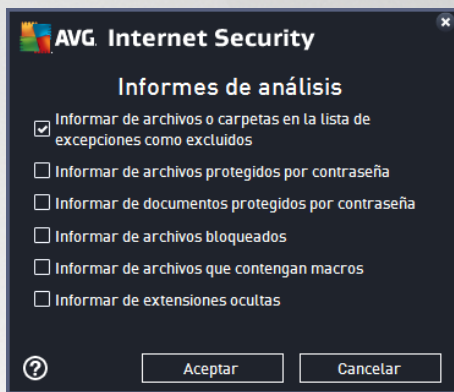 AVG. Internet Security
Informes de análisis
Informar de archivos o carpetas en la lista de
excepciones como excluidos
Informar de archivos protegidos por contraseña
Informar de documentos protegidos por contraseña
Informar de archivos bloqueados
Informar de archivos que contengan macros
Informar de extensiones ocultas
?
Aceptar
Cancelar